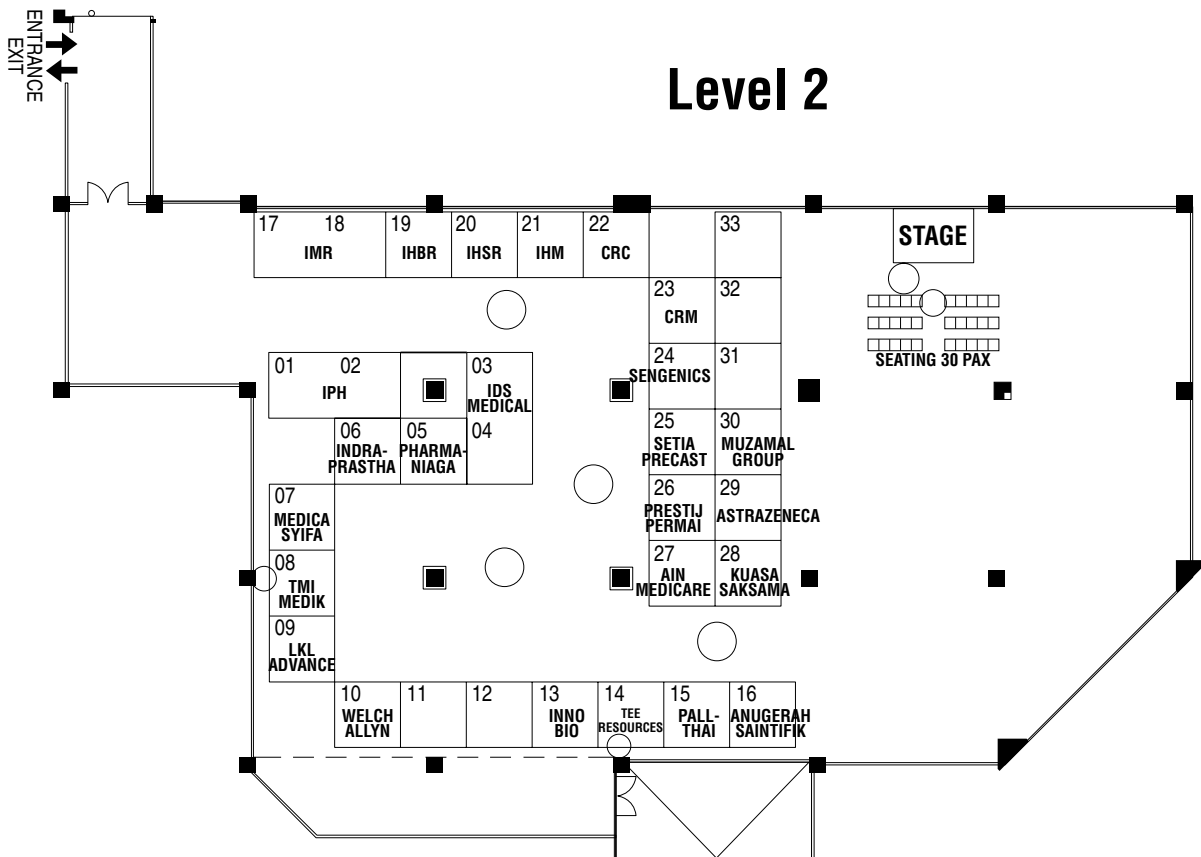 ENTRANCE
EXIT
Level 2
17
18
IMR
19
IHBR
20
IHSR
21
IHM
22
CRC
33
STAGE
23
CRM
32
SEATING 30 PAX
24
SENGENICS
31
01
02
IPH
03
IDS
MEDICAL
04
05
PHARMA-
NIAGA
06
INDRA-
PRASTHA
25
SETIA
PRECAST
30
MUZAMAL
GROUP
26
PRESTIJ
PERMAI
29
ASTRAZENECA
27
AIN
MEDICARE
28
KUASA
SAKSAMA
07
MEDICA
SYIFA
08
TMI
MEDIK
09
LKL
ADVANCE
10
WELCH
ALLYN
11
12
13
INNO
BIO
14
TEE
RESOURCES
15
PALL-
THAI
16
ANUGERAH
SAINTIFIK